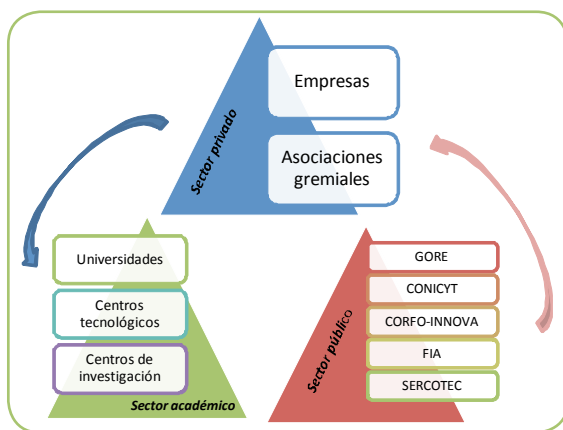 Empresas
Asociaciones
gremiales
Sector privado
Universidades
Centros
tecnológicos
Centros de
investigación
Sector académico
GORE
CONICYT
CORFO-INNOVA
FIA
SERCOTEC
Sector público